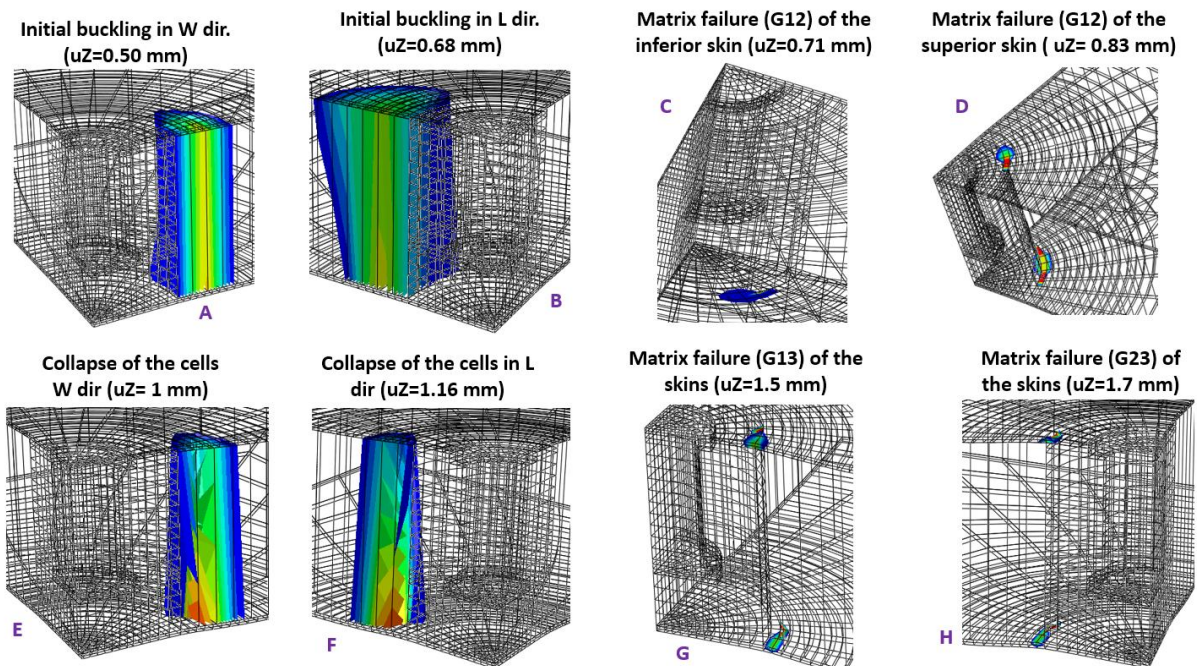 Initial buckling in W dir.
(uZ=0.50 mm)
A
Initial buckling in L dir.
(uZ=0.68 mm)
B
Matrix failure (G12) of the
inferior skin (uZ=0.71 mm)
C
Matrix failure (G12) of the
superior skin ( uZ= 0.83 mm)
D
Collapse of the cells
W dir (uZ= 1 mm)
E
Collapse of the cells in L
dir (uZ=1.16 mm)
F
Matrix failure (G13) of the
skins (uZ=1.5 mm)
G
Matrix failure (G23) of
the skins (uZ=1.7 mm)
H